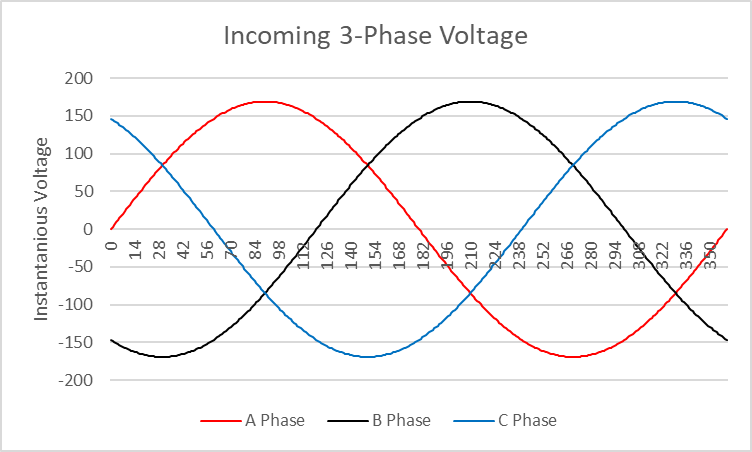 Incoming 3-Phase Voltage
Instantanious Voltage
200
150
100
50
0
-50
-100
-150
-200
0 14 28 42 56 70 84 98 112 126 140 154 168 182 196 210 224 238 252 266 280 294 308 322 336 350
A Phase B Phase C Phase